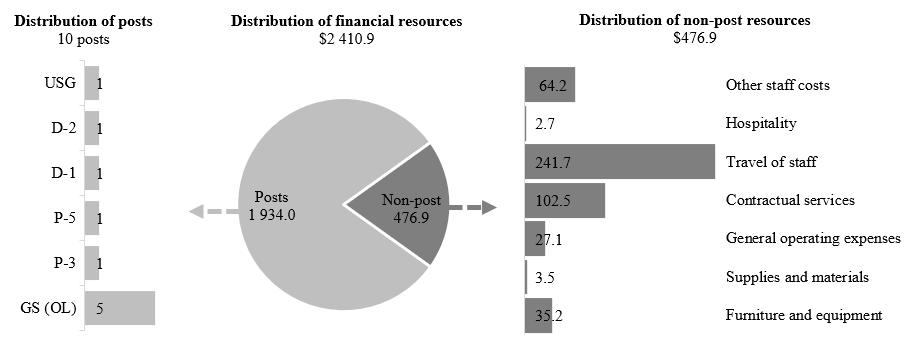 Distribution of posts
10 posts
USG 1
D-2 1
D-1 1
P-5 1
P-3 1
GS (OL) 5
Distribution of financial resources
$2 410.9
Posts
1 934.0
Non-post
476.9
Distribution of non-post resources
$476.9
64.2 Other staff costs
2.7 Hospitality
241.7 Travel of staff
102.5 Contractual services
27.1 General operating expenses
3.5 Supplies and materials
35.2 Furniture and equipment